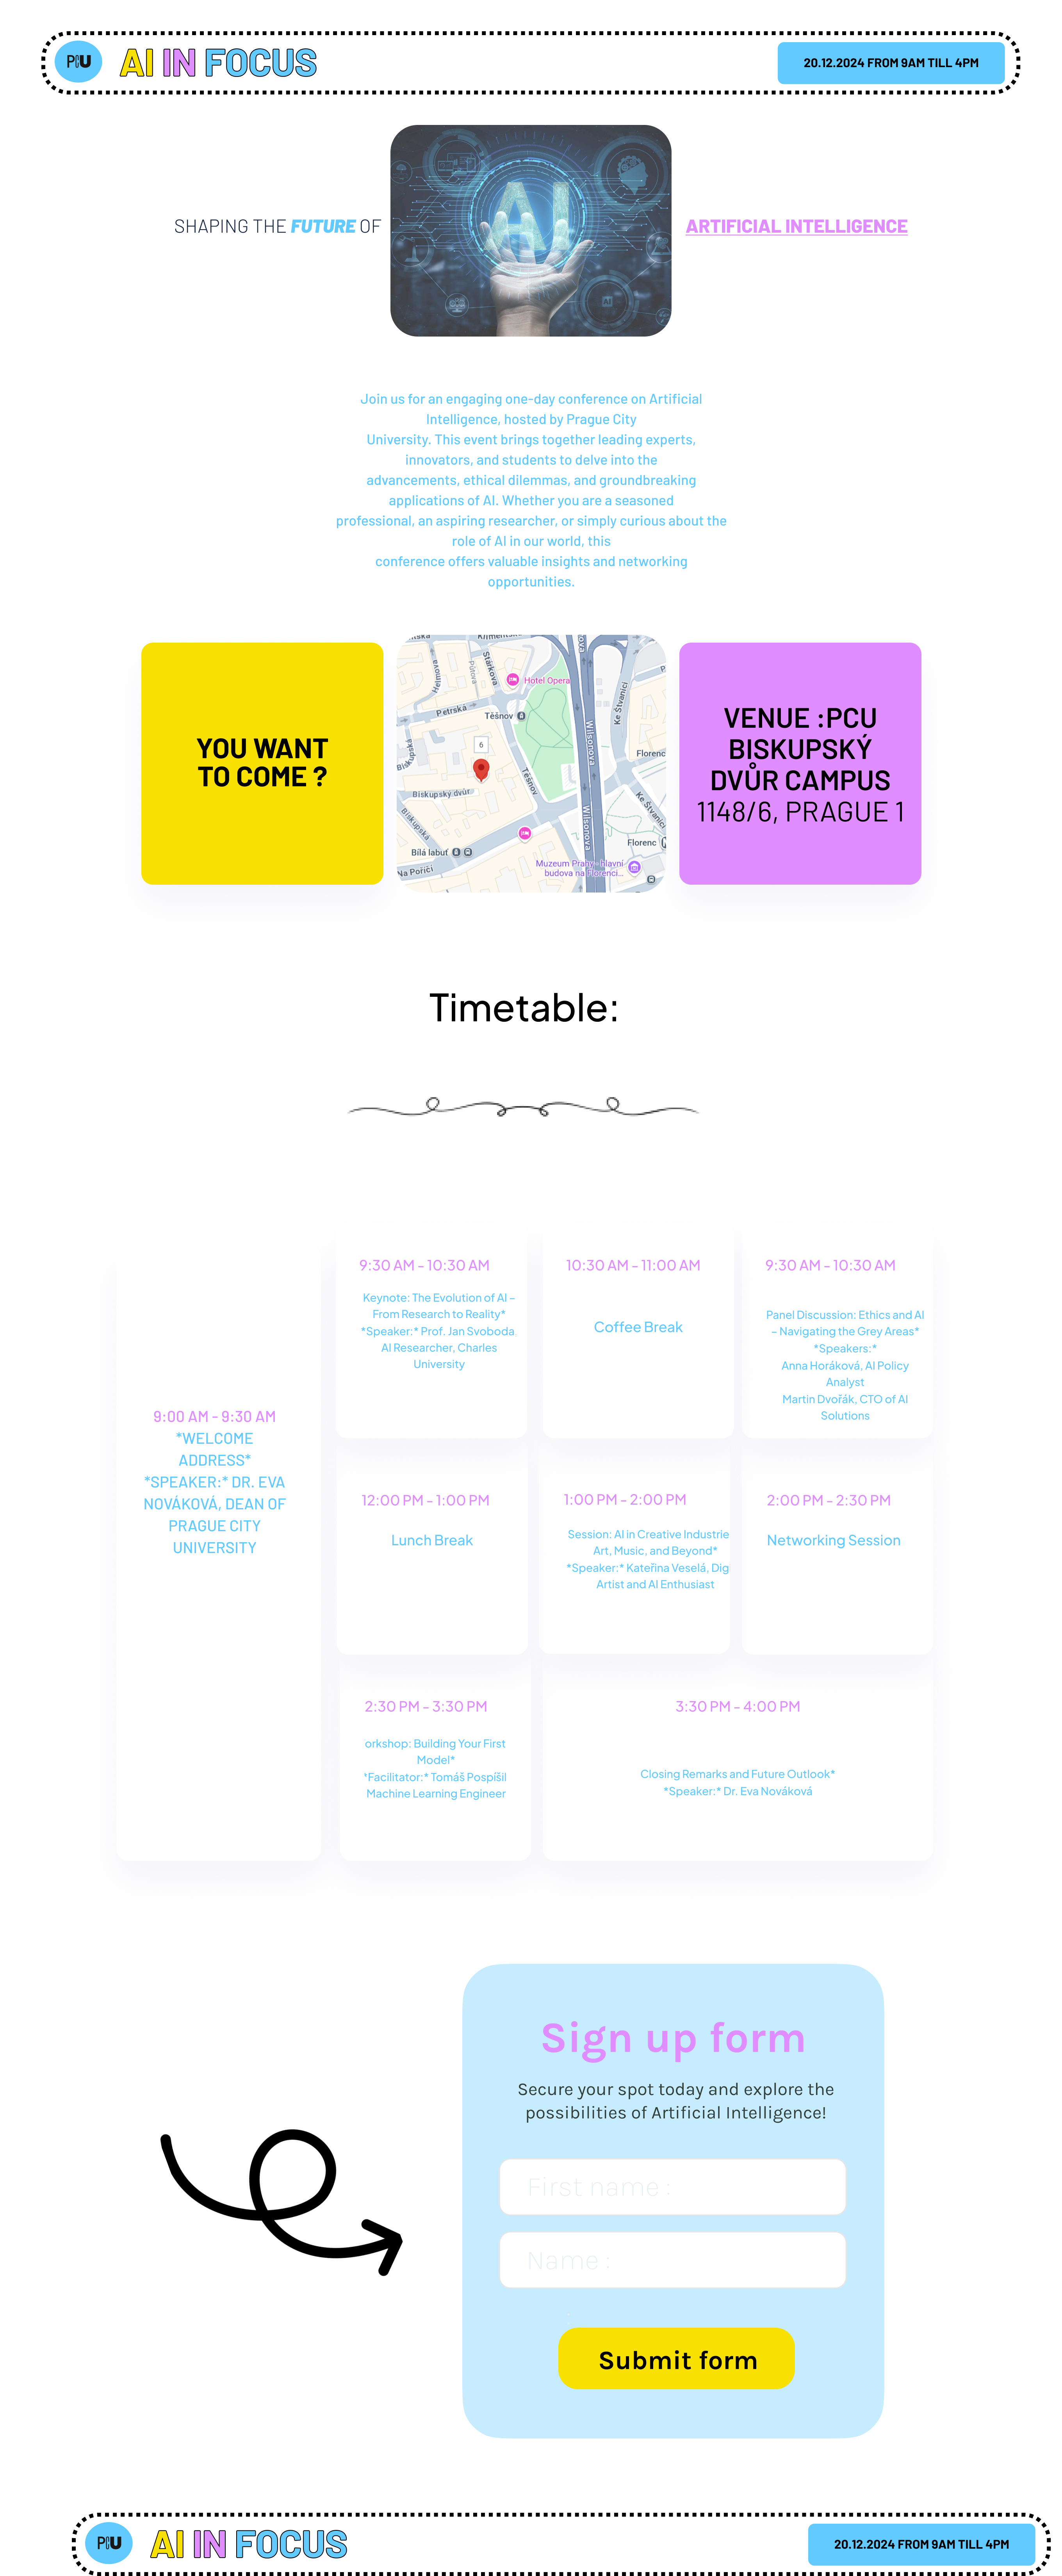 PCU
AI IN FOCUS
20.12.2024 FROM 9AM TILL 4PM
SHAPING THE FUTURE OF
AI
AI
ARTIFICIAL INTELLIGENCE
Join us for an engaging one-day conference on Artificial
Intelligence, hosted by Prague City
University. This event brings together leading experts,
innovators, and students to delve into the
advancements, ethical dilemmas, and groundbreaking
applications of AI. Whether you are a seasoned
professional, an aspiring researcher, or simply curious about the
role of AI in our world, this
conference offers valuable insights and networking
opportunities.
YOU WANT
TO COME ?
Klimentsk
Helmova
Půtova
Stárkova
Hotel Opera
Petrská
Těšnov
Ke Štvanici
6
Wilsonova
Florenc
Biskupská
Biskupský dvůr
Těšnov
Biskupská
Wilsonova
Ke Štvanici
Bílá labuť
Florenc
Na Poříčí
Muzeum Prahy - hlavní
budova na Florenci...
VENUE :PCU
BISKUPSKÝ
DVŮR CAMPUS
1148/6, PRAGUE 1
Timetable:
9:00 AM - 9:30 AM
*WELCOME
ADDRESS*
*SPEAKER:* DR. EVA
NOVÁKOVÁ, DEAN OF
PRAGUE CITY
UNIVERSITY
9:30 AM - 10:30 AM
Keynote: The Evolution of AI –
From Research to Reality*
*Speaker:* Prof. Jan Svoboda
AI Researcher, Charles
University
10:30 AM - 11:00 AM
Coffee Break
9:30 AM - 10:30 AM
Panel Discussion: Ethics and AI
– Navigating the Grey Areas*
*Speakers:*
Anna Horáková, AI Policy
Analyst
Martin Dvořák, CTO of AI
Solutions
12:00 PM - 1:00 PM
Lunch Break
1:00 PM - 2:00 PM
Session: AI in Creative Industrie
Art, Music, and Beyond*
*Speaker:* Kateřina Veselá, Dig
Artist and AI Enthusiast
2:00 PM - 2:30 PM
Networking Session
2:30 PM - 3:30 PM
orkshop: Building Your First
Model*
*Facilitator:* Tomáš Pospíšil
Machine Learning Engineer
3:30 PM - 4:00 PM
Closing Remarks and Future Outlook*
*Speaker:* Dr. Eva Nováková
Sign up form
Secure your spot today and explore the
possibilities of Artificial Intelligence!
First name :
Name :
Submit form
PCU
AI IN FOCUS
20.12.2024 FROM 9AM TILL 4PM